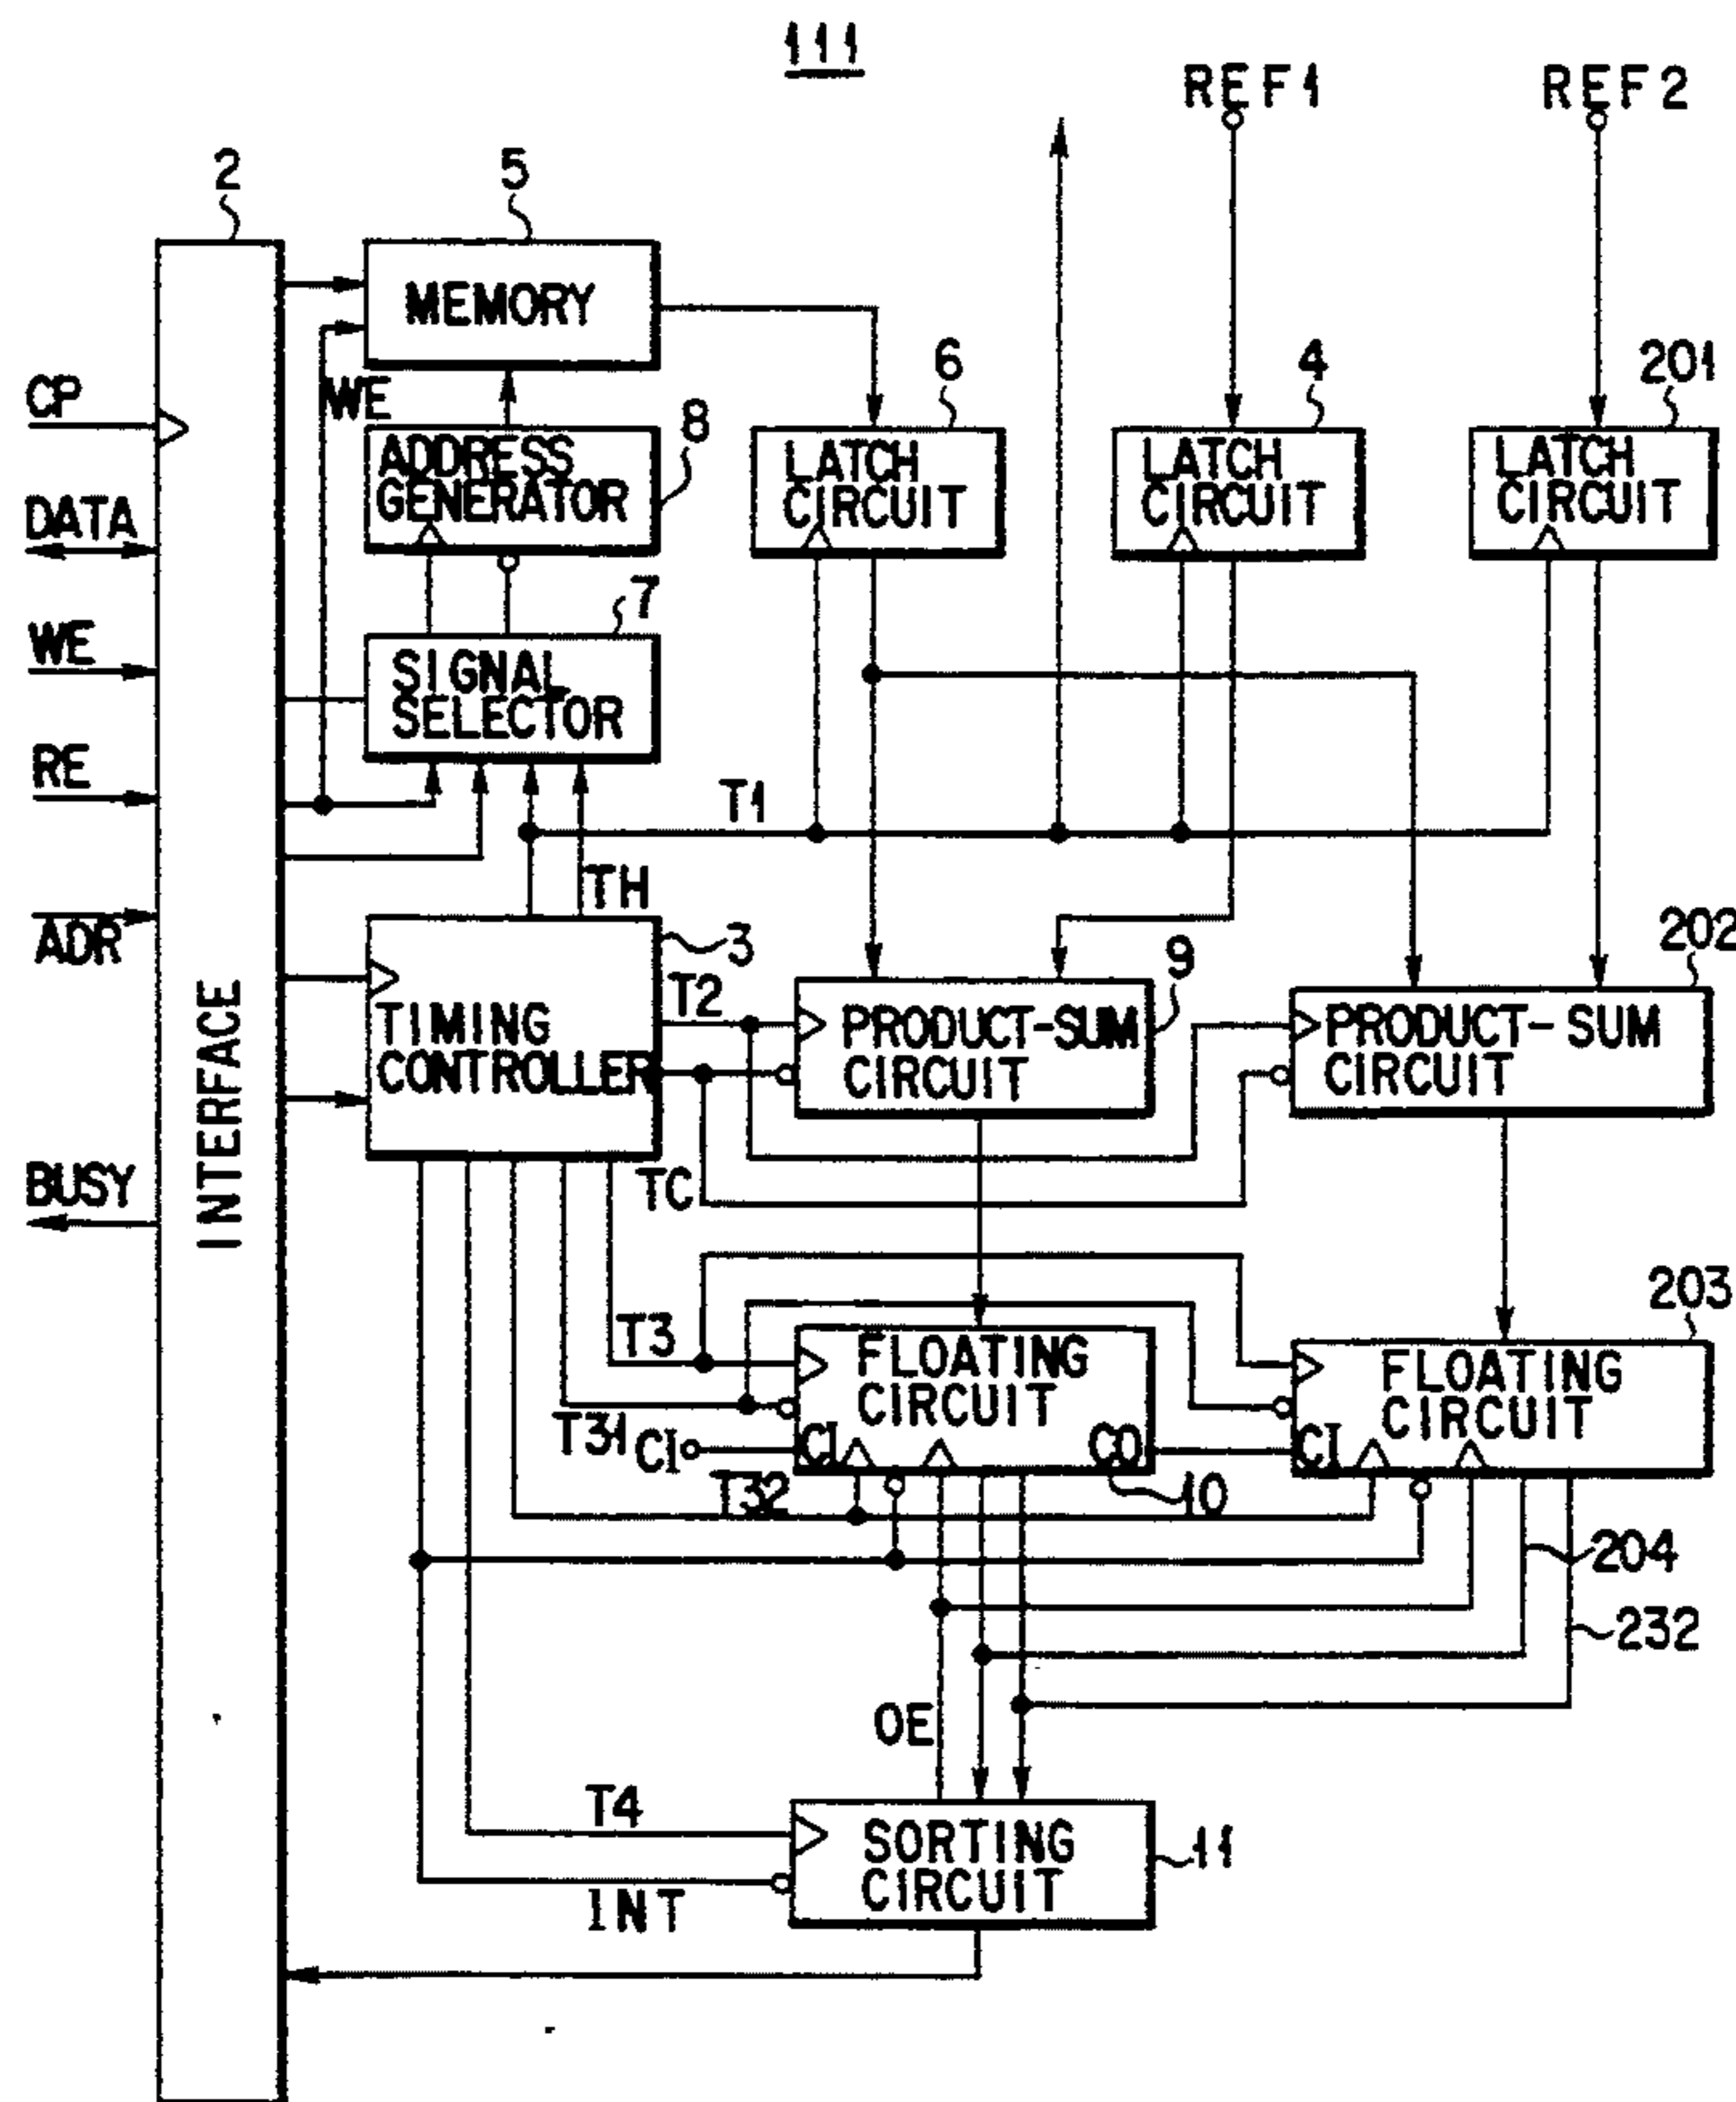 111
REF1
REF2
2
5
MEMORY
6
4
201
CP
WE
ADDRESS
GENERATOR
8
LATCH
CIRCUIT
LATCH
CIRCUIT
LATCH
CIRCUIT
DATA
7
WE
SIGNAL
SELECTOR
RE
T1
TH
ADR
3
9
202
T2
TIMING
CONTROLLER
PRODUCT-SUM
CIRCUIT
PRODUCT-SUM
CIRCUIT
INTERFACE
BUSY
TC
203
T3
FLOATING
CIRCUIT
FLOATING
CIRCUIT
T31
CI
CI
CO
CI
T32
10
204
232
OE
T4
SORTING
CIRCUIT
11
INT